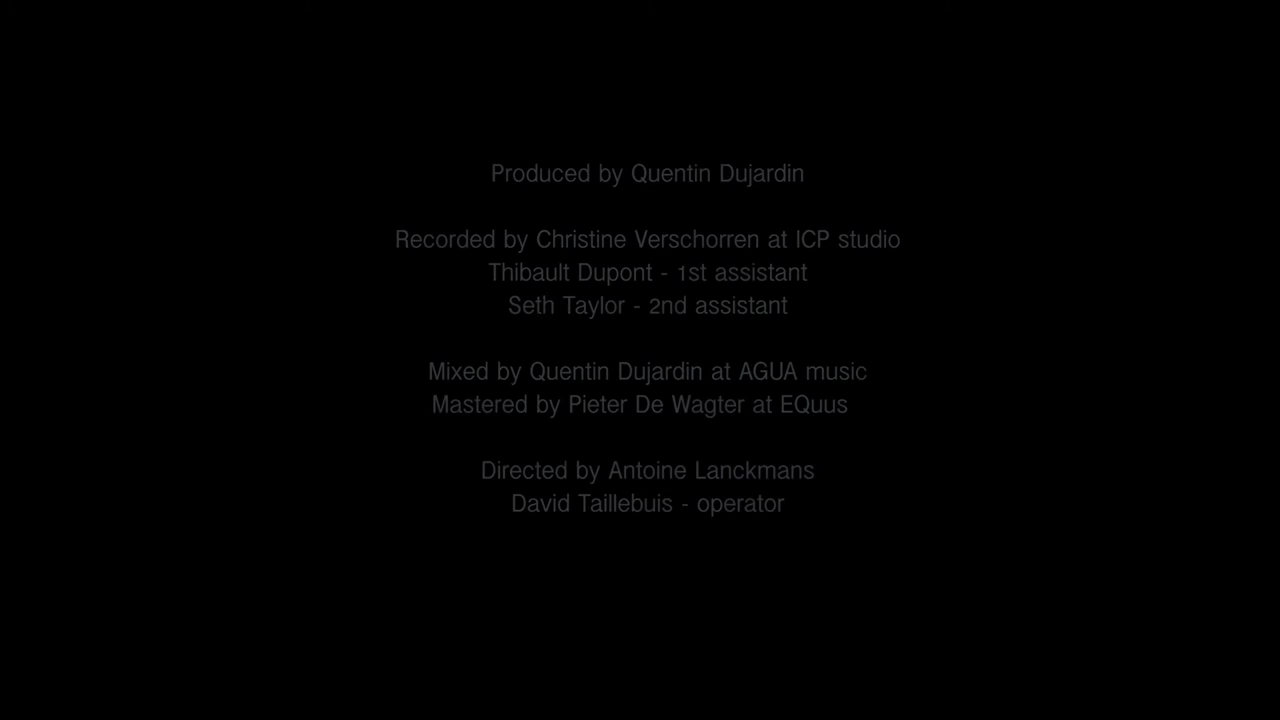 Produced by Quentin Dujardin
Recorded by Christine Verschorren at ICP studio
Thibault Dupont - 1st assistant
Seth Taylor - 2nd assistant
Mixed by Quentin Dujardin at AGUA music
Mastered by Pieter De Wagter at EQuus
Directed by Antoine Lanckmans
David Taillebuis - operator